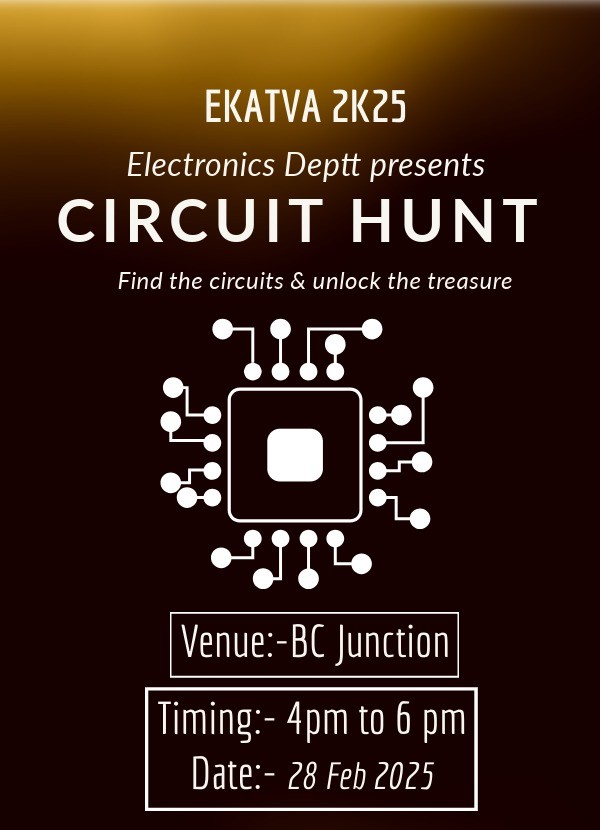 EKATVA 2K25
Electronics Deptt presents
CIRCUIT HUNT
Find the circuits & unlock the treasure
Venue:-BC Junction
Timing:- 4pm to 6 pm
Date:- 28 Feb 2025